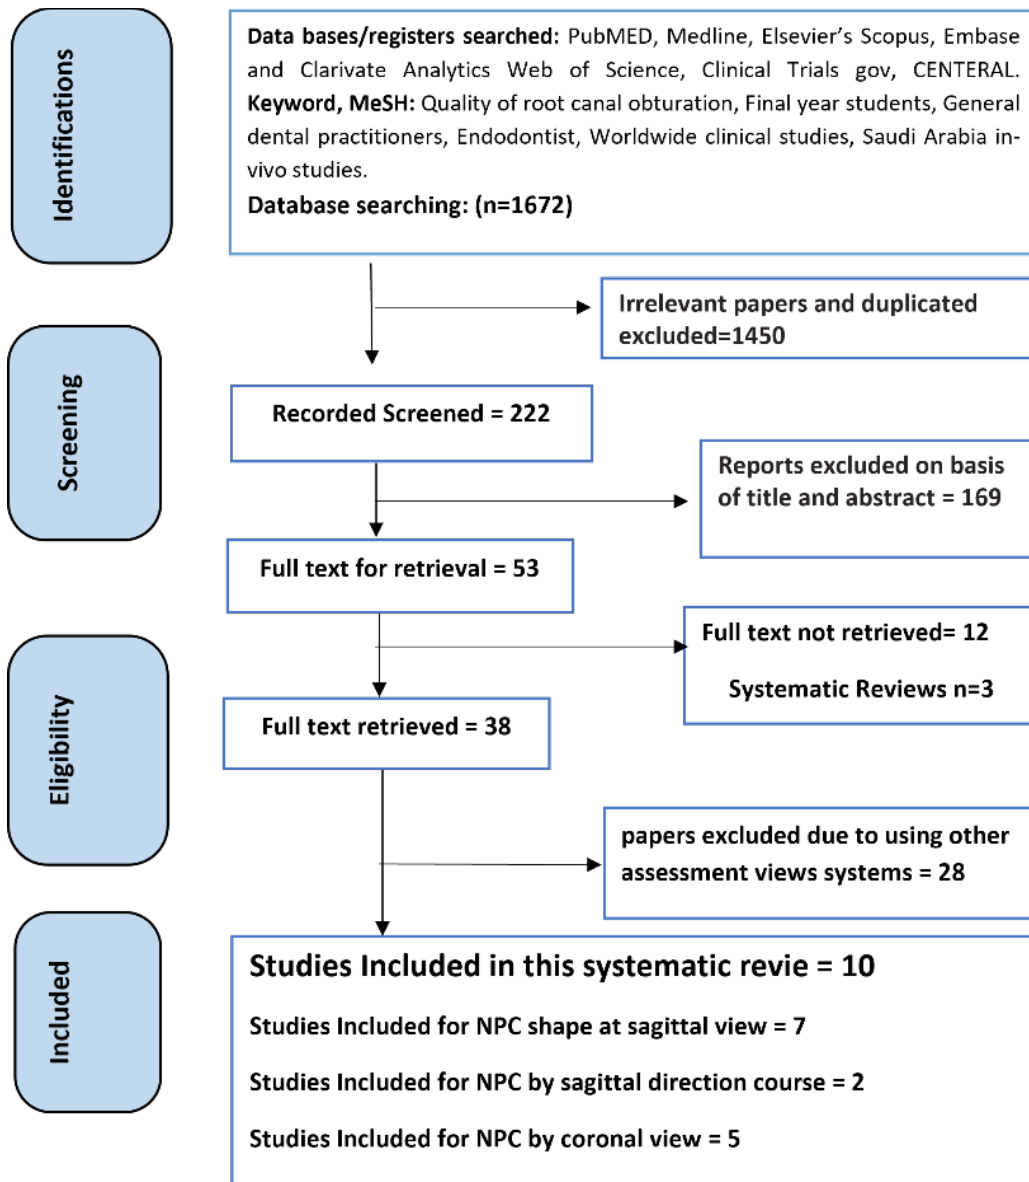 Identifications
Data bases/registers searched: PubMED, Medline, Elsevier's Scopus, Embase
and Clarivate Analytics Web of Science, Clinical Trials gov, CENTERAL.
Keyword, MeSH: Quality of root canal obturation, Final year students, General
dental practitioners, Endodontist, Worldwide clinical studies, Saudi Arabia in-
vivo studies.
Database searching: (n=1672)
Irrelevant papers and duplicated
excluded=1450
Screening
Recorded Screened = 222
Reports excluded on basis
of title and abstract = 169
Full text for retrieval = 53
Eligibility
Full text not retrieved= 12
Systematic Reviews n=3
Full text retrieved = 38
papers excluded due to using other
assessment views systems = 28
Included
Studies Included in this systematic revie = 10
Studies Included for NPC shape at sagittal view = 7
Studies Included for NPC by sagittal direction course = 2
Studies Included for NPC by coronal view = 5